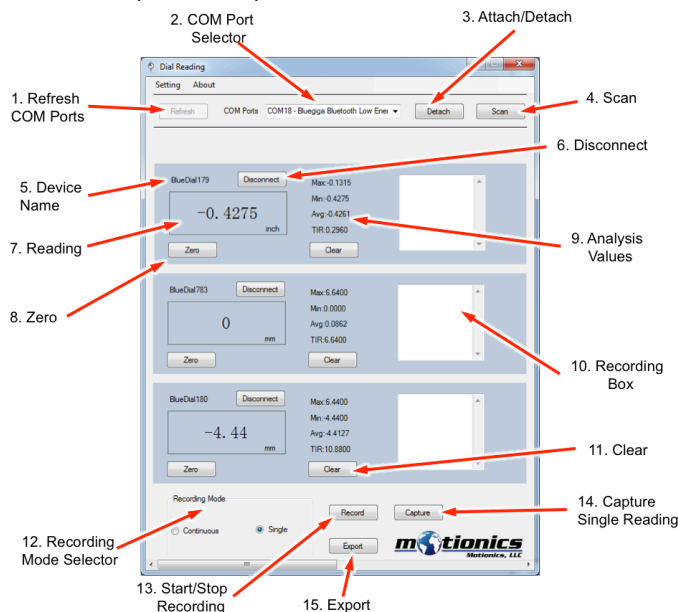 2. COM Port
Selector
3. Attach/Detach
Dial Reading
Setting About
1. Refresh
COM Ports
Refresh COM Ports COM18 - Bluegiga Bluetooth Low Ener Detach Scan
4. Scan
6. Disconnect
5. Device
Name
BlueDial179 Disconnect Max:-0.1315
Min:-0.4275
-0.4275 Avg:-0.4261
inch TIR:0.2960
7. Reading
Zero Clear
9. Analysis
Values
8. Zero
BlueDial783 Disconnect Max:6.6400
Min:0.0000
0 Avg:0.0862
mm TIR:6.6400
Zero Clear
10. Recording
Box
BlueDial180 Disconnect Max:6.4400
Min:-4.4400
-4.44 Avg:-4.4127
mm TIR:10.8800
Zero Clear
11. Clear
Recording Mode
Continuous Single
Record Capture
14. Capture
Single Reading
12. Recording
Mode Selector
Export
motionics
Motionics, LLC
13. Start/Stop
Recording
15. Export